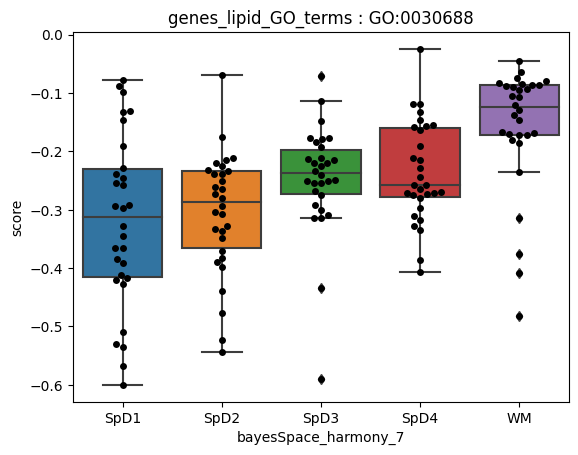 genes_lipid_GO_terms : GO:0030688
0.0
−0.1
−0.2
−0.3
−0.4
−0.5
−0.6
score
SpD1 SpD2 SpD3 SpD4 WM
bayesSpace_harmony_7